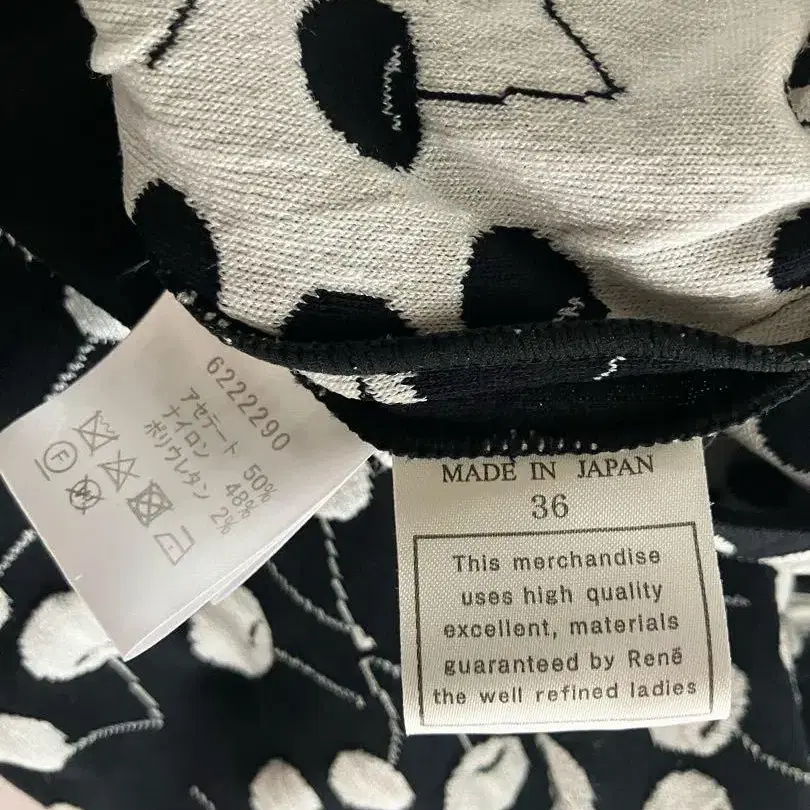 6222290
アセテート 50%
ナイロン 48%
ポリウレタン 2%
F
W
MADE IN JAPAN
36
This merchandise
uses high quality
excellent, materials
guaranteed by René
the well refined ladies